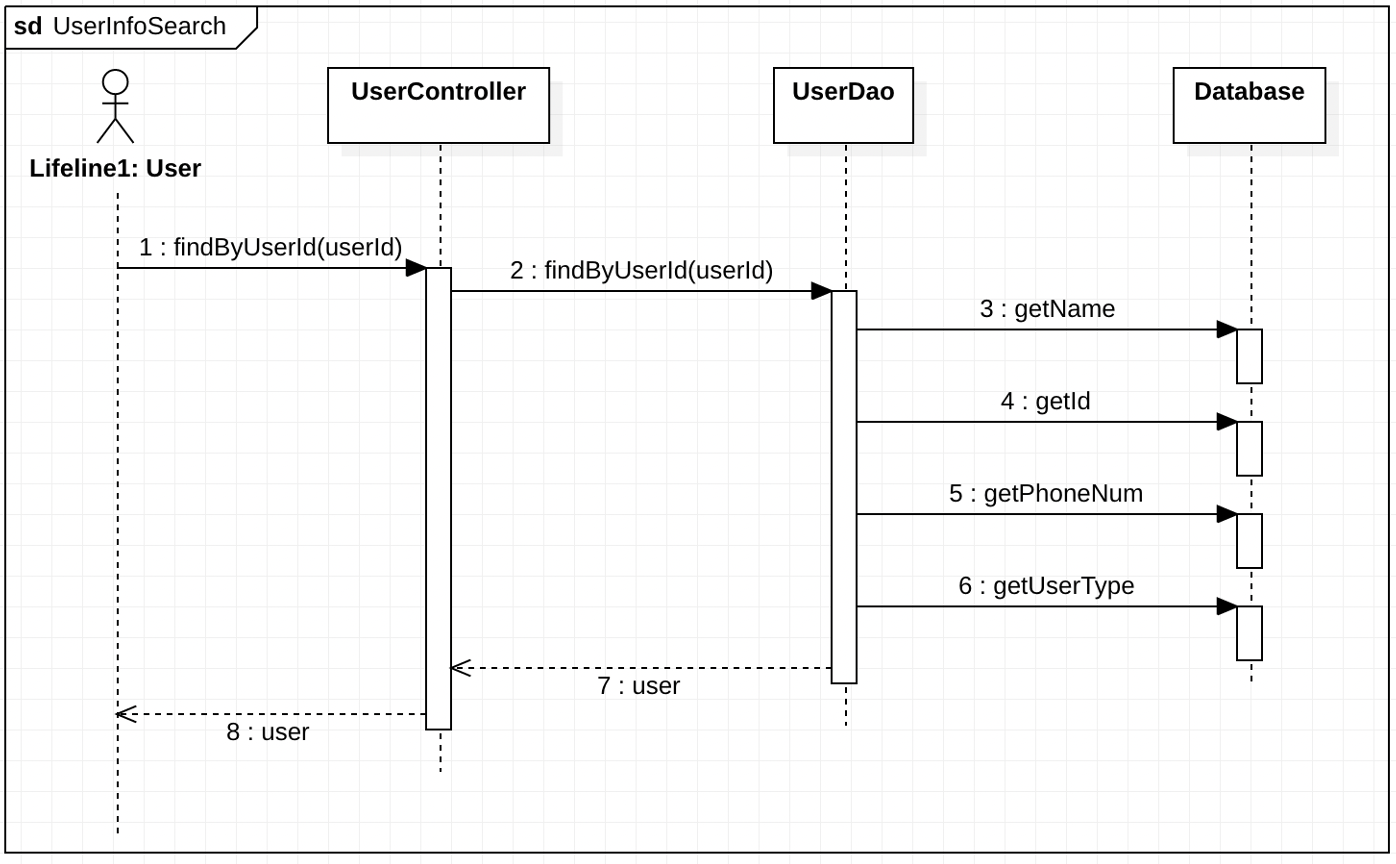 sd UserInfoSearch
UserController
UserDao
Database
Lifeline1: User
1 : findByUserId(userId)
2 : findByUserId(userId)
3 : getName
4 : getId
5 : getPhoneNum
6 : getUserType
7 : user
8 : user